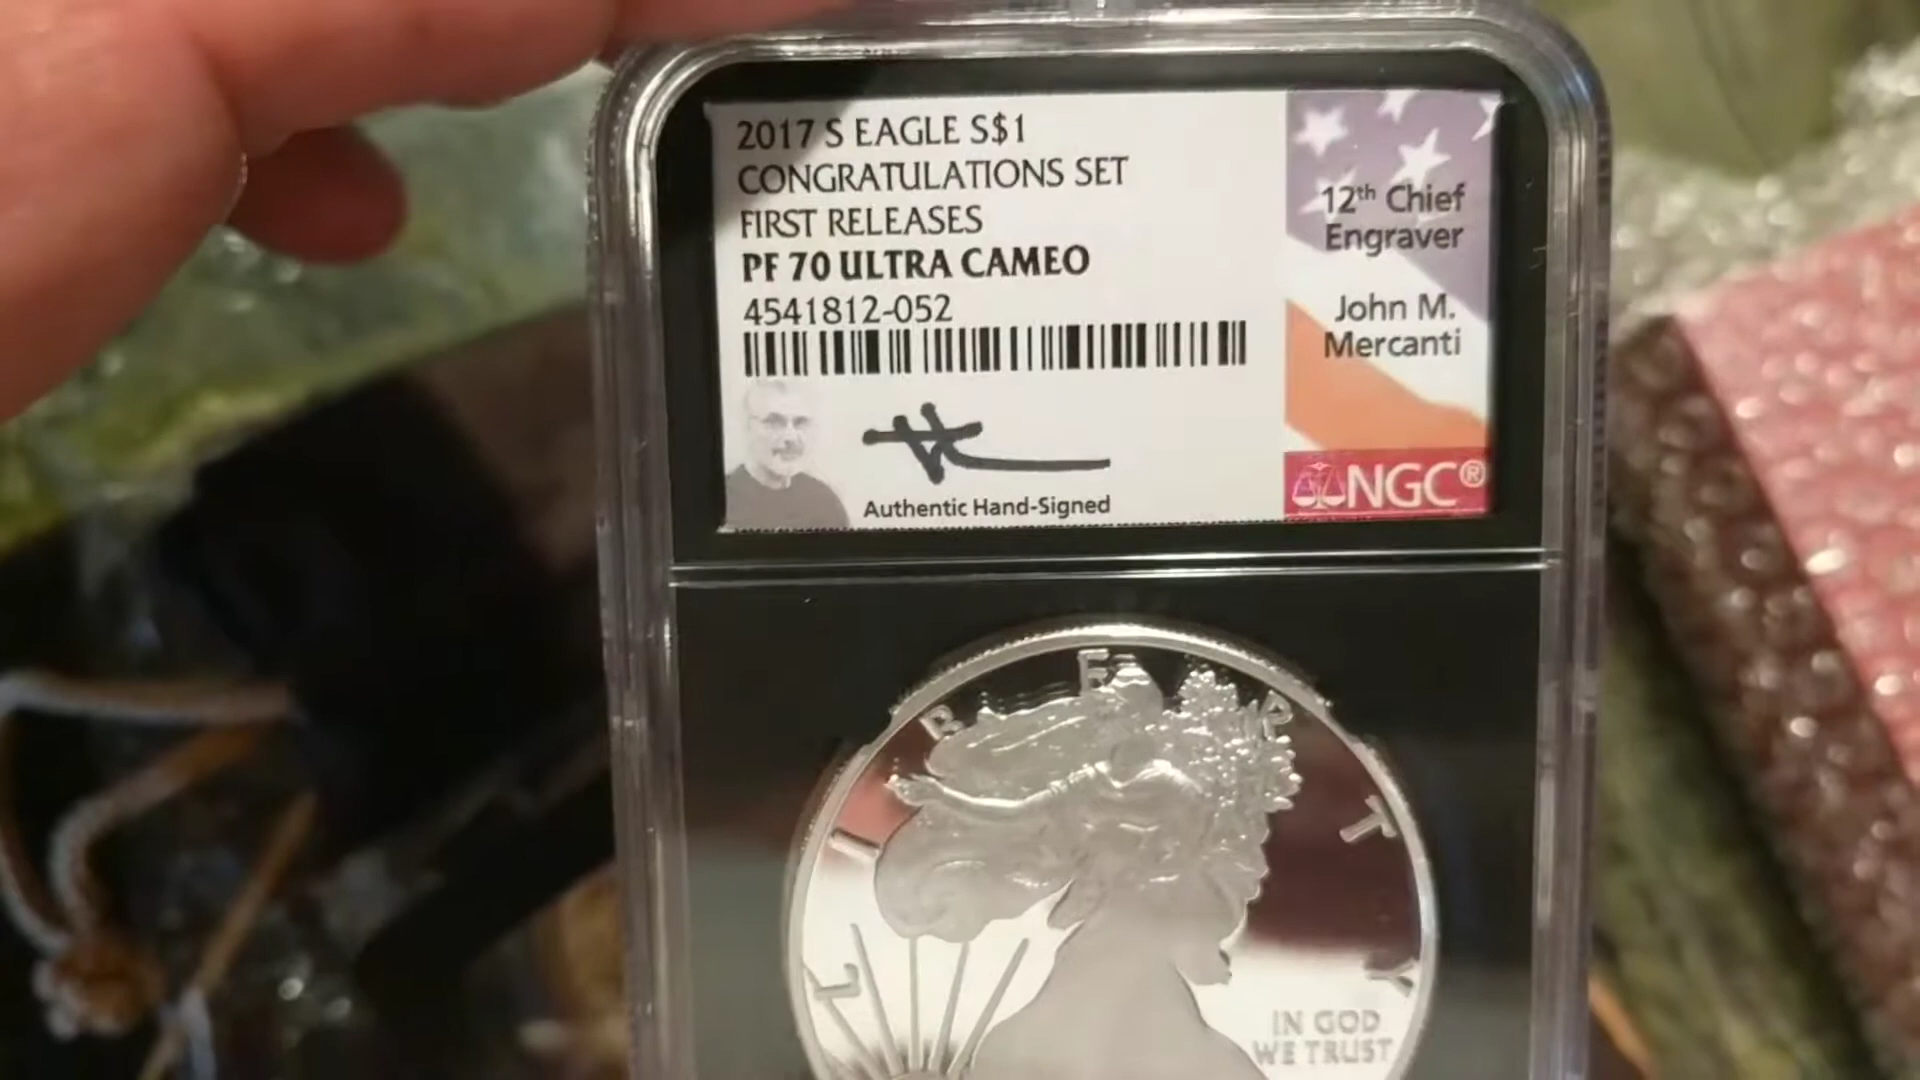 2017 S EAGLE S$1
CONGRATULATIONS SET
FIRST RELEASES
PF 70 ULTRA CAMEO
4541812-052
Authentic Hand-Signed
12th Chief
Engraver
John M.
Mercanti
NGC®
LIBERTY
IN GOD
WE TRUST